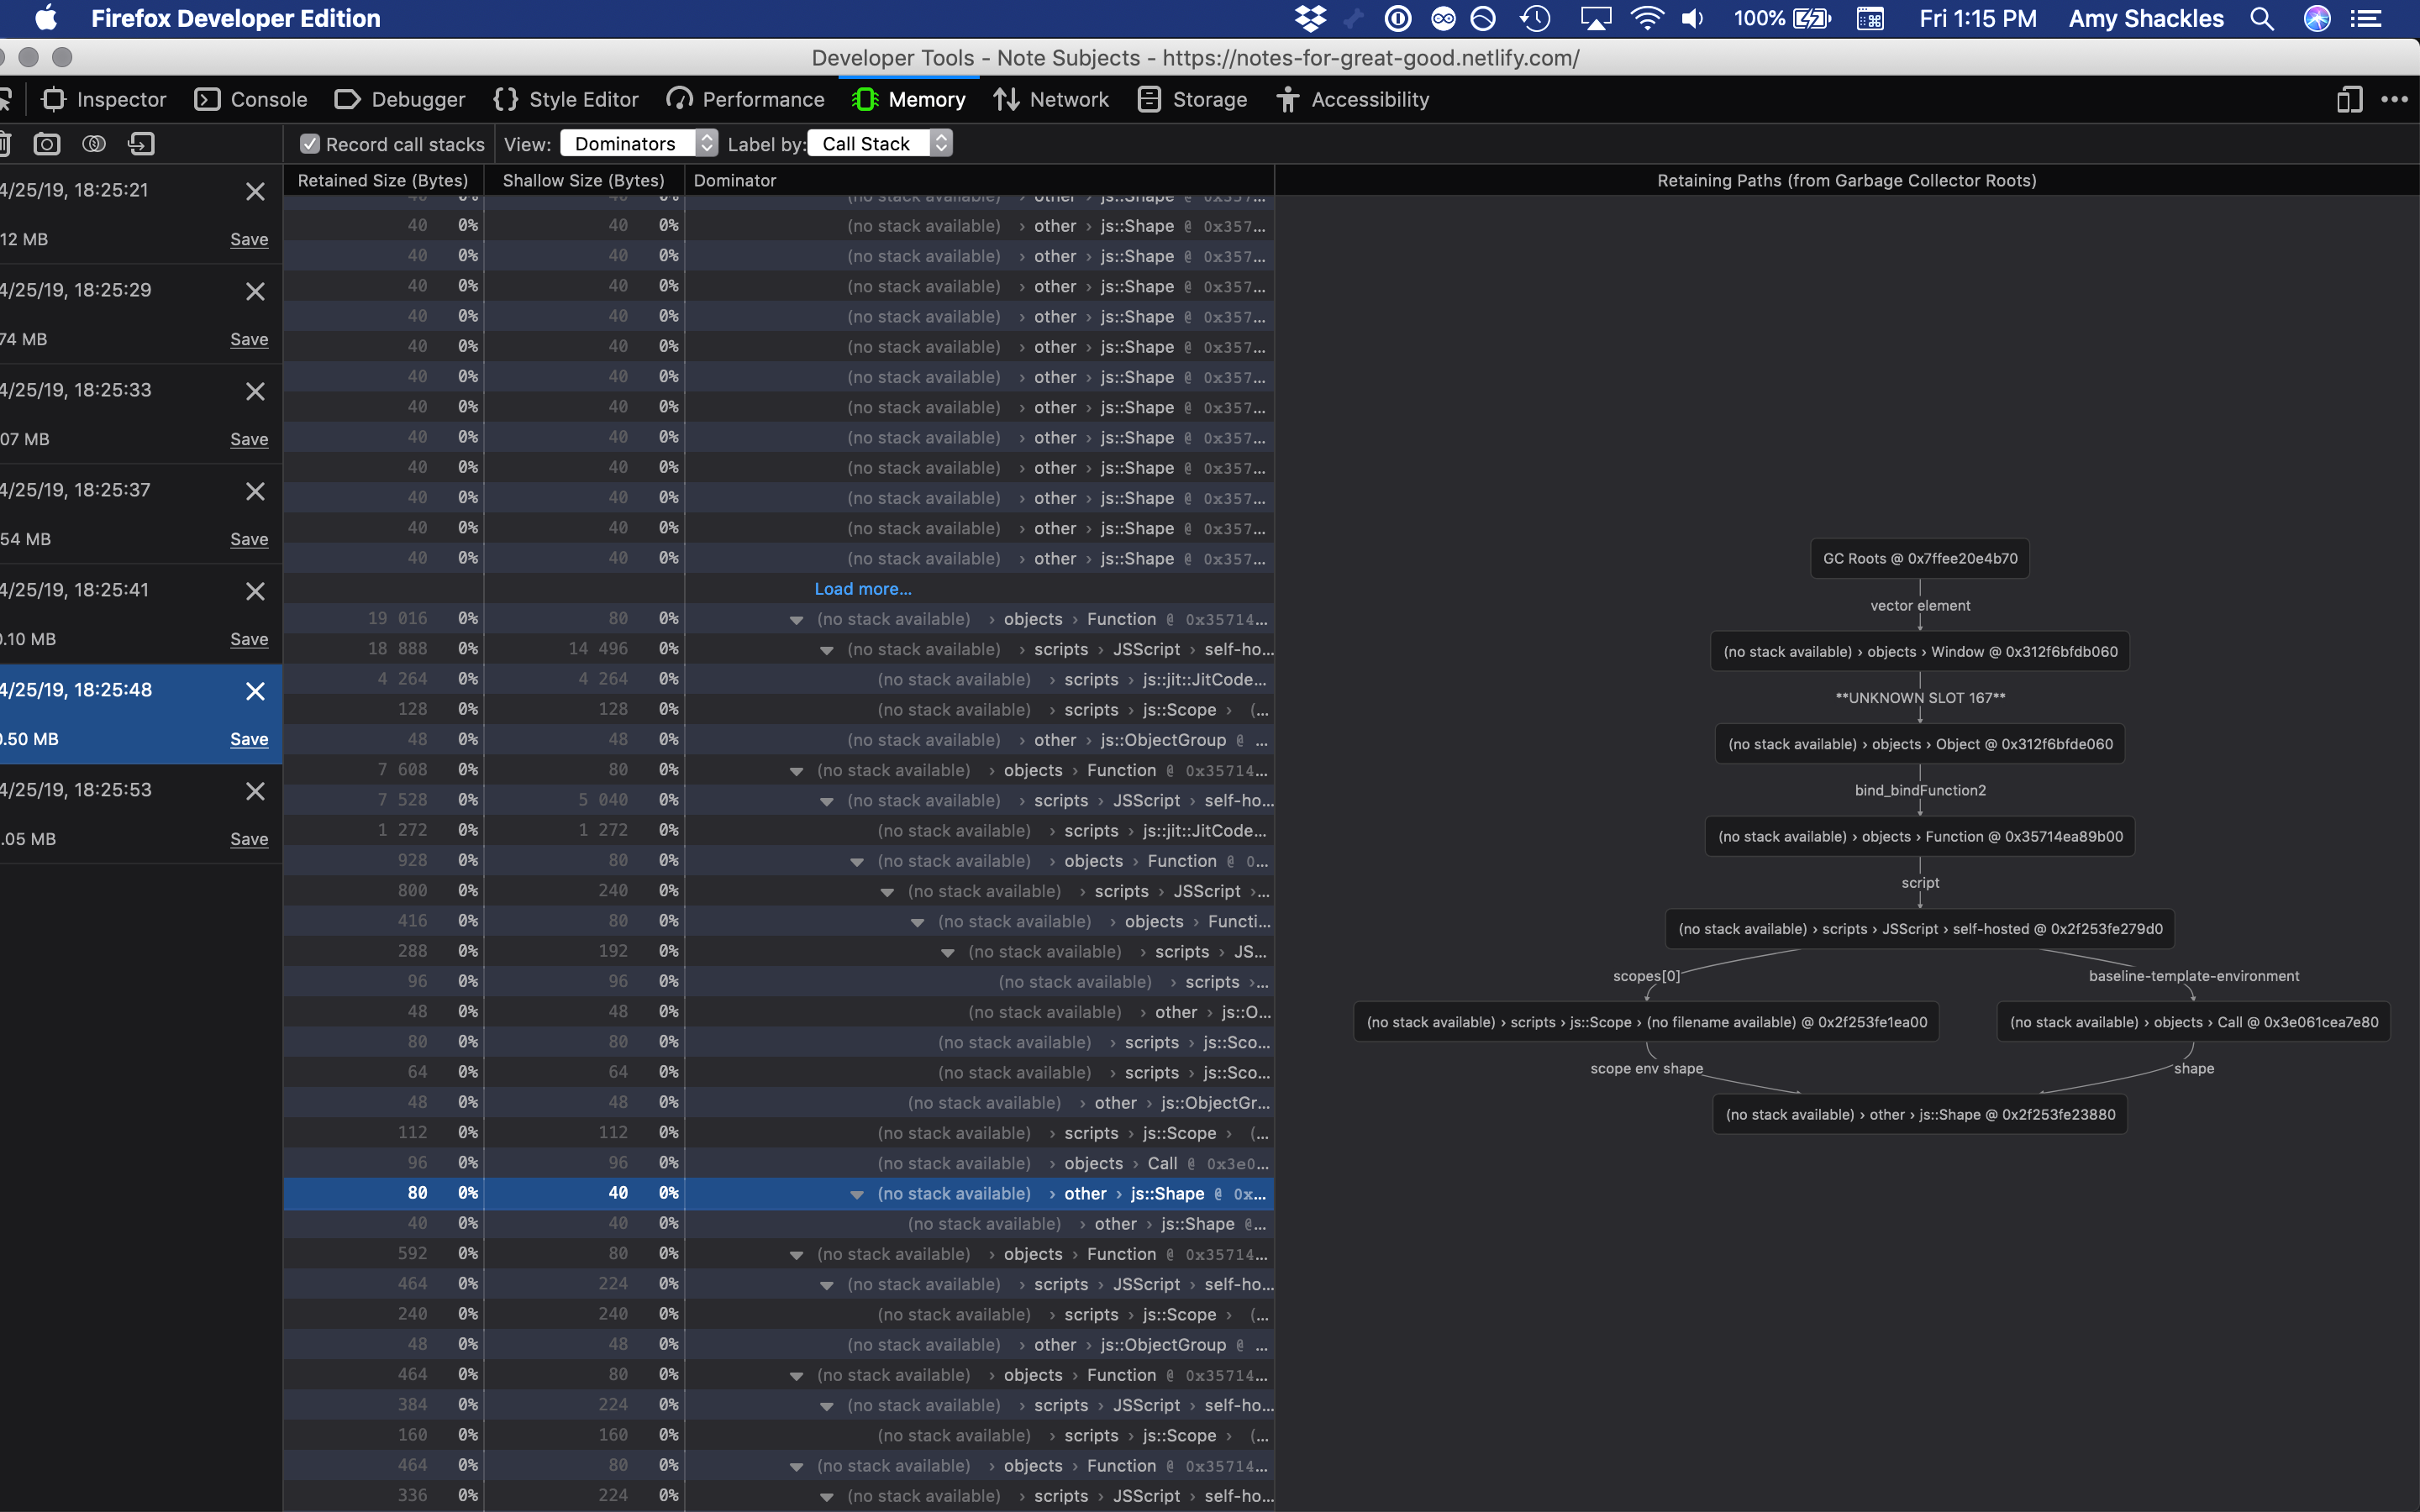 Firefox Developer Edition 100% Fri 1:15 PM Amy Shackles
Developer Tools - Note Subjects - https://notes-for-great-good.netlify.com/
Inspector Console Debugger Style Editor Performance Memory Network Storage Accessibility
Record call stacks View: Dominators Label by: Call Stack
Retained Size (Bytes) Shallow Size (Bytes) Dominator Retaining Paths (from Garbage Collector Roots)
4/25/19, 18:25:21
12 MB Save
4/25/19, 18:25:29
74 MB Save
4/25/19, 18:25:33
07 MB Save
4/25/19, 18:25:37
54 MB Save
4/25/19, 18:25:41
0.10 MB Save
4/25/19, 18:25:48
0.50 MB Save
4/25/19, 18:25:53
.05 MB Save
40 0% 40 0% (no stack available) › other › js::Shape @ 0x357...
40 0% 40 0% (no stack available) › other › js::Shape @ 0x357...
40 0% 40 0% (no stack available) › other › js::Shape @ 0x357...
40 0% 40 0% (no stack available) › other › js::Shape @ 0x357...
40 0% 40 0% (no stack available) › other › js::Shape @ 0x357...
40 0% 40 0% (no stack available) › other › js::Shape @ 0x357...
40 0% 40 0% (no stack available) › other › js::Shape @ 0x357...
40 0% 40 0% (no stack available) › other › js::Shape @ 0x357...
40 0% 40 0% (no stack available) › other › js::Shape @ 0x357...
40 0% 40 0% (no stack available) › other › js::Shape @ 0x357...
40 0% 40 0% (no stack available) › other › js::Shape @ 0x357...
40 0% 40 0% (no stack available) › other › js::Shape @ 0x357...
40 0% 40 0% (no stack available) › other › js::Shape @ 0x357...
Load more...
19 016 0% 80 0% (no stack available) › objects › Function @ 0x35714...
18 888 0% 14 496 0% (no stack available) › scripts › JSScript › self-ho...
4 264 0% 4 264 0% (no stack available) › scripts › js::jit::JitCode...
128 0% 128 0% (no stack available) › scripts › js::Scope › (...
48 0% 48 0% (no stack available) › other › js::ObjectGroup @ ...
7 608 0% 80 0% (no stack available) › objects › Function @ 0x35714...
7 528 0% 5 040 0% (no stack available) › scripts › JSScript › self-ho...
1 272 0% 1 272 0% (no stack available) › scripts › js::jit::JitCode...
928 0% 80 0% (no stack available) › objects › Function @ 0...
800 0% 240 0% (no stack available) › scripts › JSScript ›...
416 0% 80 0% (no stack available) › objects › Functi...
288 0% 192 0% (no stack available) › scripts › JS...
96 0% 96 0% (no stack available) › scripts ›...
48 0% 48 0% (no stack available) › other › js::O...
80 0% 80 0% (no stack available) › scripts › js::Sco...
64 0% 64 0% (no stack available) › scripts › js::Sco...
48 0% 48 0% (no stack available) › other › js::ObjectGr...
112 0% 112 0% (no stack available) › scripts › js::Scope › (...
96 0% 96 0% (no stack available) › objects › Call @ 0x3e0...
80 0% 40 0% (no stack available) › other › js::Shape @ 0x...
40 0% 40 0% (no stack available) › other › js::Shape @...
592 0% 80 0% (no stack available) › objects › Function @ 0x35714...
464 0% 224 0% (no stack available) › scripts › JSScript › self-ho...
240 0% 240 0% (no stack available) › scripts › js::Scope › (...
48 0% 48 0% (no stack available) › other › js::ObjectGroup @ ...
464 0% 80 0% (no stack available) › objects › Function @ 0x35714...
384 0% 224 0% (no stack available) › scripts › JSScript › self-ho...
160 0% 160 0% (no stack available) › scripts › js::Scope › (...
464 0% 80 0% (no stack available) › objects › Function @ 0x35714...
336 0% 224 0% (no stack available) › scripts › JSScript › self-ho...
GC Roots @ 0x7ffee20e4b70
vector element
(no stack available) › objects › Window @ 0x312f6bfdb060
**UNKNOWN SLOT 167**
(no stack available) › objects › Object @ 0x312f6bfde060
bind_bindFunction2
(no stack available) › objects › Function @ 0x35714ea89b00
script
(no stack available) › scripts › JSScript › self-hosted @ 0x2f253fe279d0
scopes[0] baseline-template-environment
(no stack available) › scripts › js::Scope › (no filename available) @ 0x2f253fe1ea00 (no stack available) › objects › Call @ 0x3e061cea7e80
scope env shape shape
(no stack available) › other › js::Shape @ 0x2f253fe23880